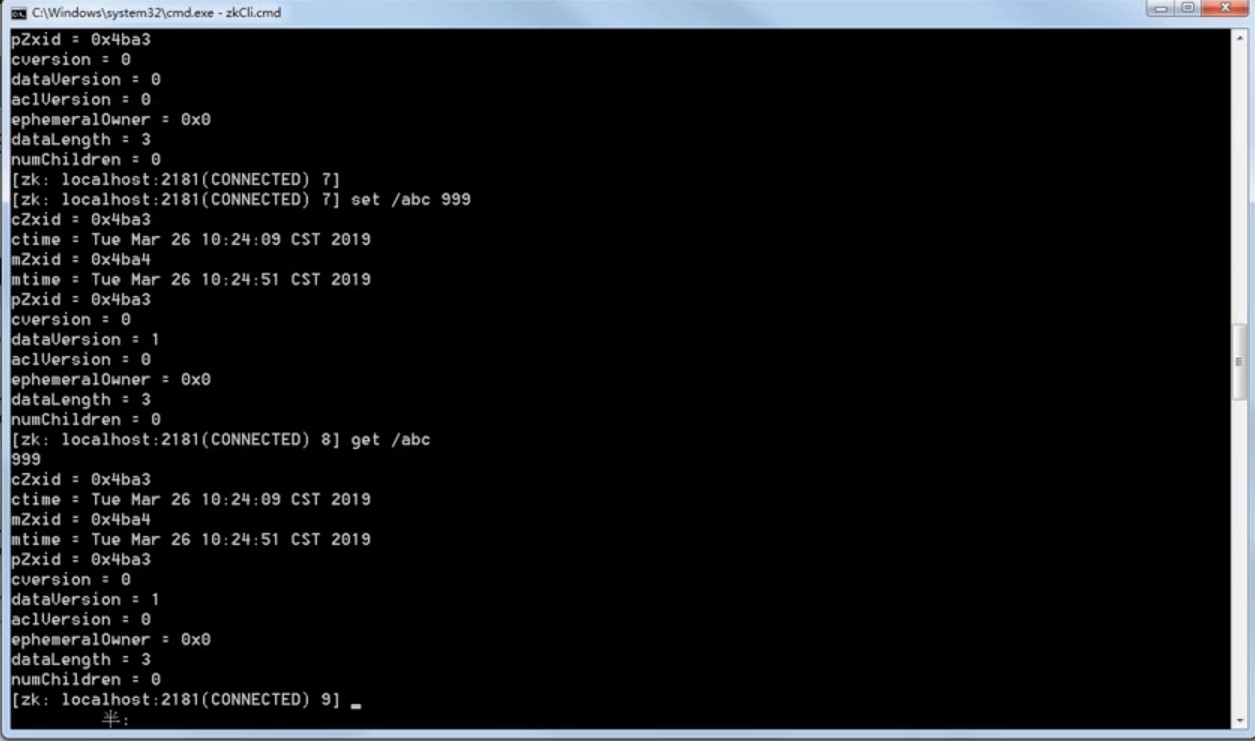 C:\Windows\system32\cmd.exe - zkCli.cmd
pZxid = 0x4ba3
cversion = 0
dataVersion = 0
aclVersion = 0
ephemeralOwner = 0x0
dataLength = 3
numChildren = 0
[zk: localhost:2181(CONNECTED) 7]
[zk: localhost:2181(CONNECTED) 7] set /abc 999
cZxid = 0x4ba3
ctime = Tue Mar 26 10:24:09 CST 2019
mZxid = 0x4ba4
mtime = Tue Mar 26 10:24:51 CST 2019
pZxid = 0x4ba3
cversion = 0
dataVersion = 1
aclVersion = 0
ephemeralOwner = 0x0
dataLength = 3
numChildren = 0
[zk: localhost:2181(CONNECTED) 8] get /abc
999
cZxid = 0x4ba3
ctime = Tue Mar 26 10:24:09 CST 2019
mZxid = 0x4ba4
mtime = Tue Mar 26 10:24:51 CST 2019
pZxid = 0x4ba3
cversion = 0
dataVersion = 1
aclVersion = 0
ephemeralOwner = 0x0
dataLength = 3
numChildren = 0
[zk: localhost:2181(CONNECTED) 9] _
半: